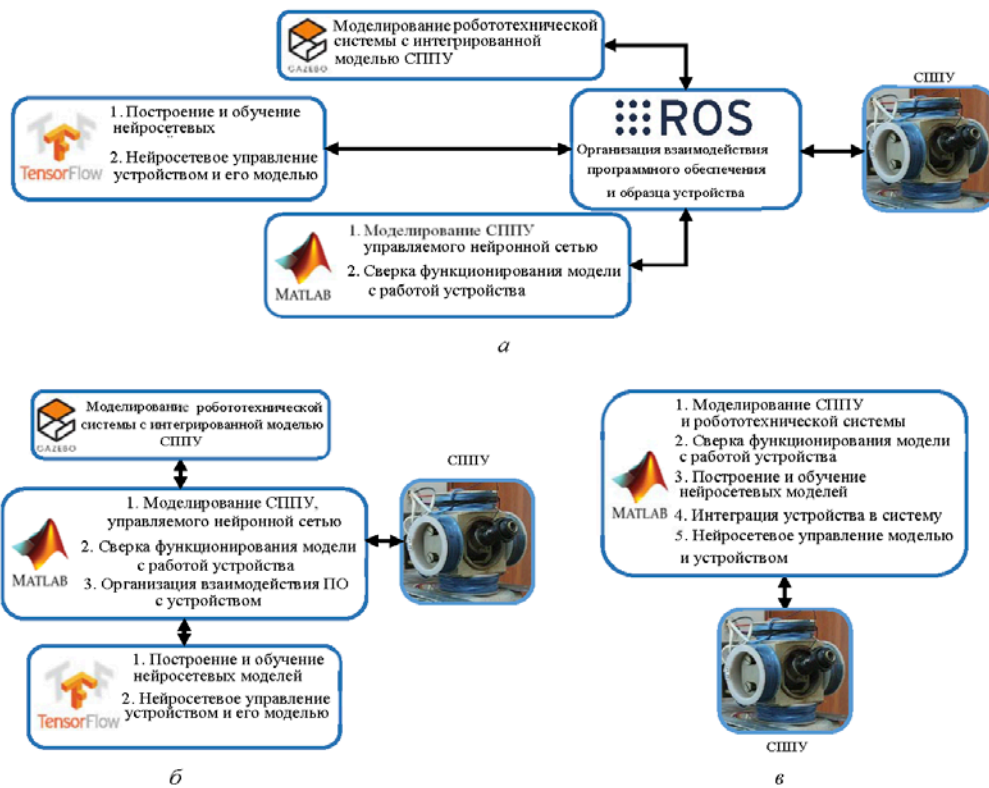 Моделирование робототехнической
системы с интегрированной
моделью СППУ
GAZEBO
СППУ
1. Построение и обучение
нейросетевых
2. Нейросетевое управление
устройством и его моделью
TensorFlow
ROS
Организация взаимодействия
программного обеспечения
и образца устройства
1. Моделирование СППУ
управляемого нейронной сетью
2. Сверка функционирования модели
с работой устройства
MATLAB
а
Моделирование робототехнической
системы с интегрированной моделью
СППУ
GAZEBO
СППУ
1. Моделирование СППУ,
управляемого нейронной сетью
2. Сверка функционирования модели
с работой устройства
3. Организация взаимодействия ПО
с устройством
MATLAB
1. Построение и обучение
нейросетевых моделей
2. Нейросетевое управление
устройством и его моделью
TensorFlow
б
1. Моделирование СППУ
и робототехнической системы
2. Сверка функционирования модели
с работой устройства
3. Построение и обучение
нейросетевых моделей
4. Интеграция устройства в систему
5. Нейросетевое управление моделью
и устройством
MATLAB
СППУ
в